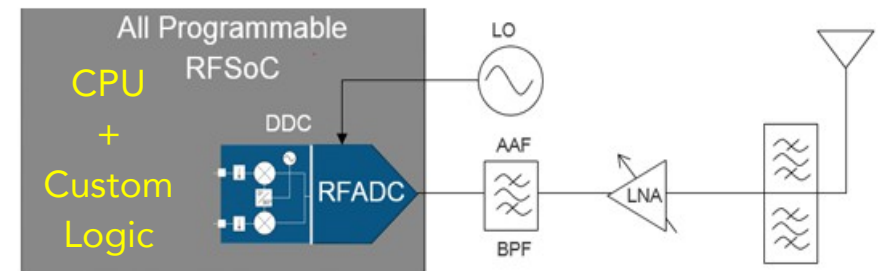 All Programmable
RFSoC
CPU
+
Custom
Logic
DDC
RFADC
LO
AAF
BPF
LNA